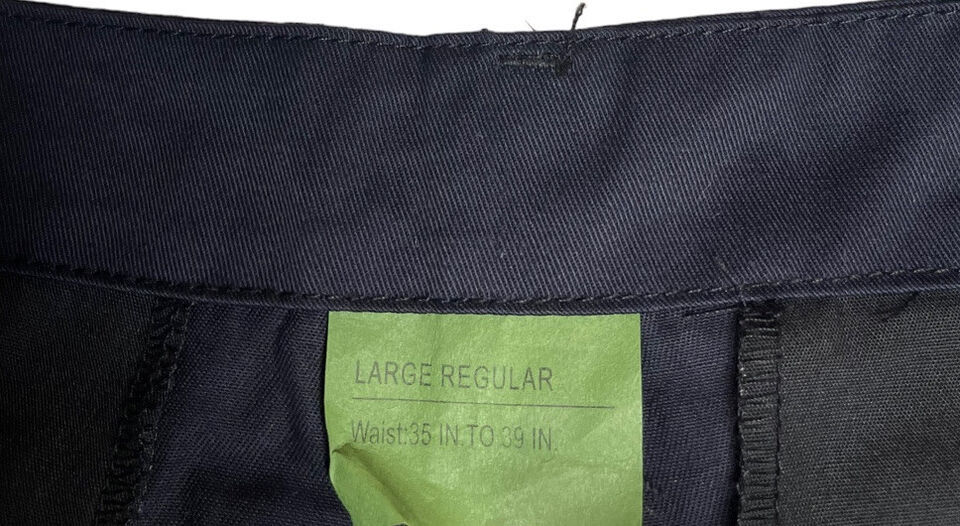 LARGE REGULAR
Waist:35 IN.TO 39 IN.